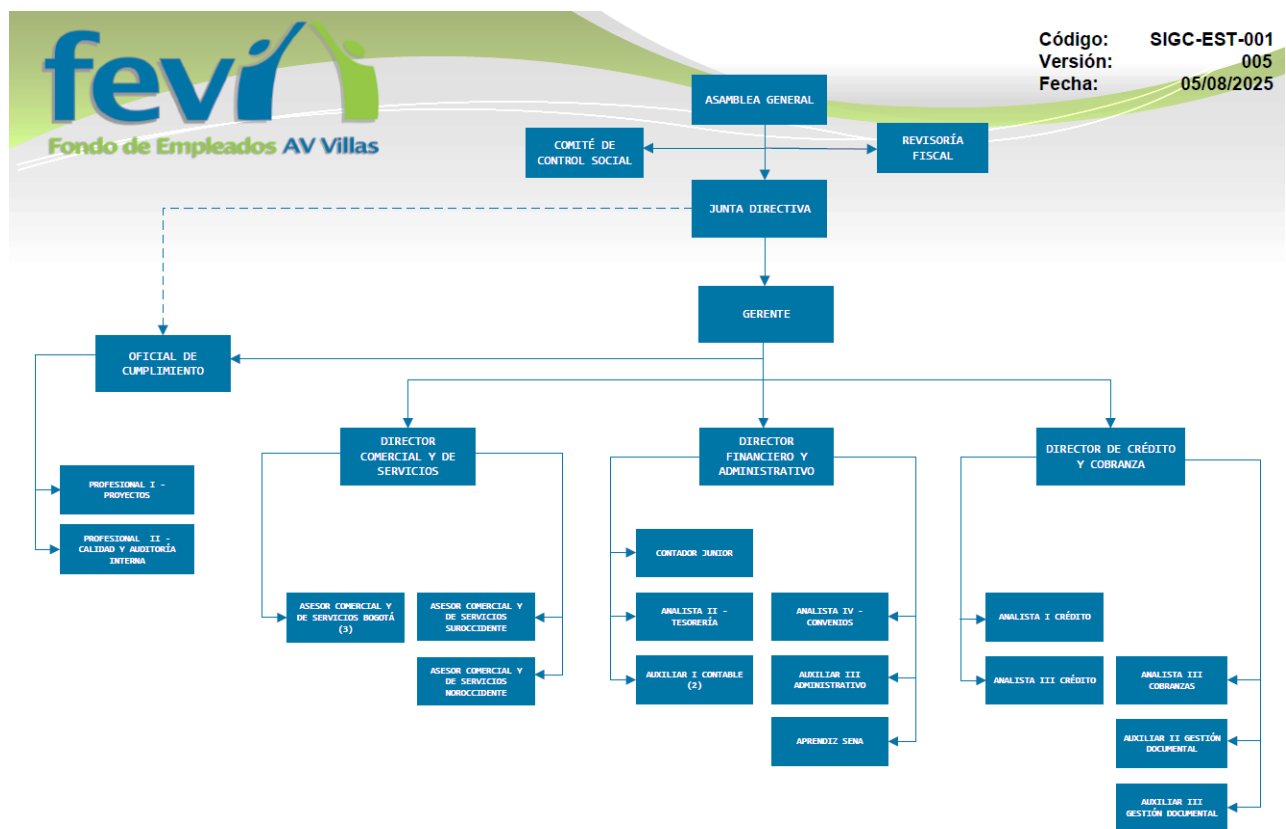 fevi
Fondo de Empleados AV Villas
Código: SIGC-EST-001
Versión: 005
Fecha: 05/08/2025
ASAMBLEA GENERAL
COMITÉ DE
CONTROL SOCIAL
REVISORÍA
FISCAL
JUNTA DIRECTIVA
GERENTE
OFICIAL DE
CUMPLIMIENTO
PROFESIONAL I -
PROYECTOS
PROFESIONAL II -
CALIDAD Y AUDITORÍA
INTERNA
DIRECTOR
COMERCIAL Y DE
SERVICIOS
ASESOR COMERCIAL Y
DE SERVICIOS BOGOTÁ
(3)
ASESOR COMERCIAL Y
DE SERVICIOS
SUROCCIDENTE
ASESOR COMERCIAL Y
DE SERVICIOS
NOROCCIDENTE
DIRECTOR
FINANCIERO Y
ADMINISTRATIVO
CONTADOR JUNIOR
ANALISTA II -
TESORERÍA
AUXILIAR I CONTABLE
(2)
ANALISTA IV -
CONVENIOS
AUXILIAR III
ADMINISTRATIVO
APRENDIZ SENA
DIRECTOR DE CRÉDITO
Y COBRANZA
ANALISTA I CRÉDITO
ANALISTA III CRÉDITO
ANALISTA III
COBRANZAS
AUXILIAR II GESTIÓN
DOCUMENTAL
AUXILIAR III
GESTIÓN DOCUMENTAL